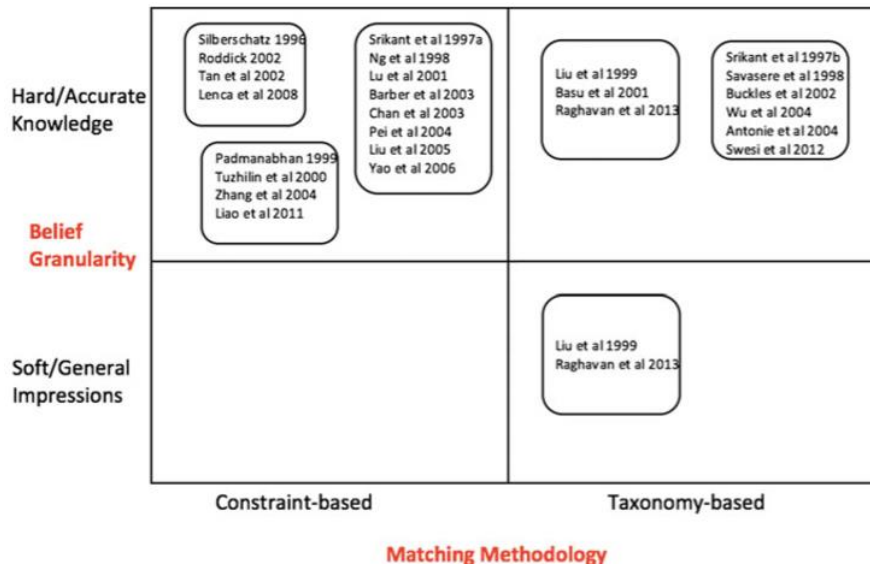 Silberschatz 1996
Roddick 2002
Tan et al 2002
Lenca et al 2008
Srikant et al 1997a
Ng et al 1998
Lu et al 2001
Barber et al 2003
Chan et al 2003
Pei et al 2004
Liu et al 2005
Yao et al 2006
Liu et al 1999
Basu et al 2001
Raghavan et al 2013
Srikant et al 1997b
Savasere et al 1998
Buckles et al 2002
Wu et al 2004
Antonie et al 2004
Swesi et al 2012
Hard/Accurate
Knowledge
Padmanabhan 1999
Tuzhilin et al 2000
Zhang et al 2004
Liao et al 2011
Belief
Granularity
Soft/General
Impressions
Liu et al 1999
Raghavan et al 2013
Constraint-based
Taxonomy-based
Matching Methodology